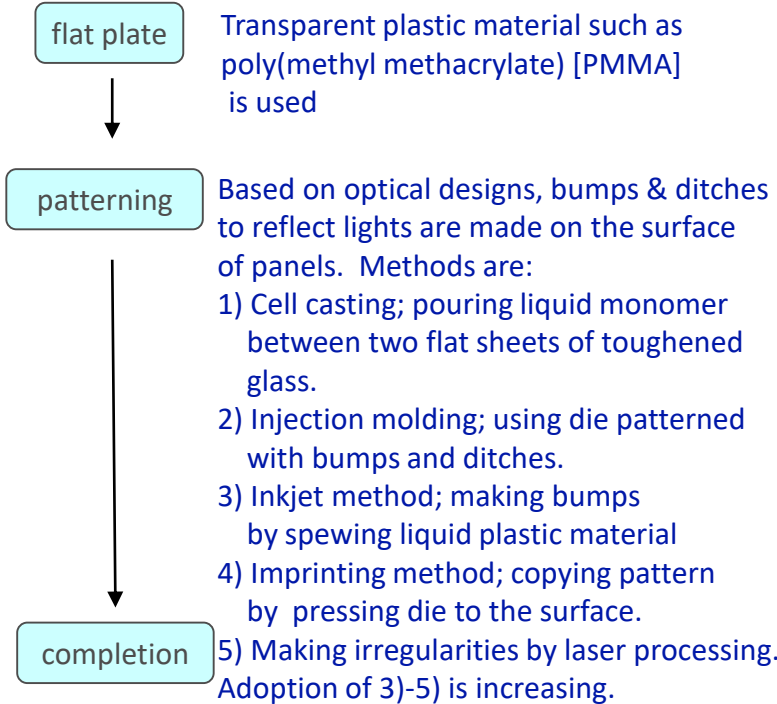 flat plate
Transparent plastic material such as
poly(methyl methacrylate) [PMMA]
is used
patterning
Based on optical designs, bumps & ditches
to reflect lights are made on the surface
of panels.  Methods are:
1) Cell casting; pouring liquid monomer
between two flat sheets of toughened
glass.
2) Injection molding; using die patterned
with bumps and ditches.
3) Inkjet method; making bumps
by spewing liquid plastic material
4) Imprinting method; copying pattern
by  pressing die to the surface.
completion
5) Making irregularities by laser processing.
Adoption of 3)-5) is increasing.